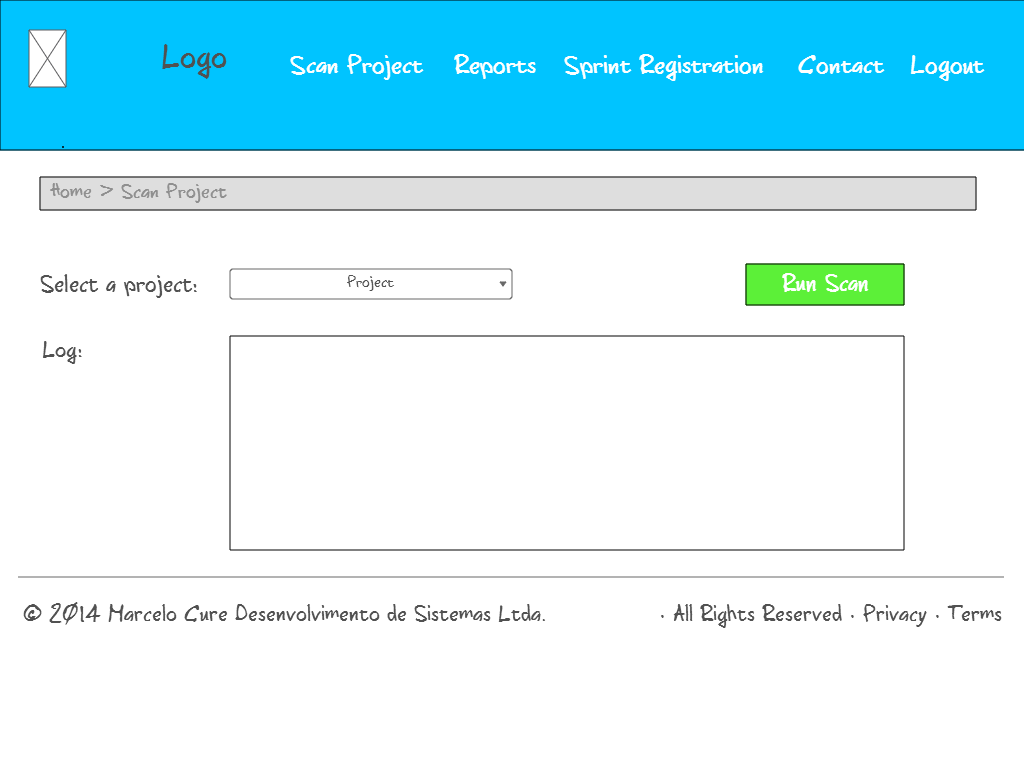 Logo Scan Project Reports Sprint Registration Contact Logout
Home > Scan Project
Select a project: Project Run Scan
Log:
© 2014 Marcelo Cure Desenvolvimento de Sistemas Ltda. · All Rights Reserved · Privacy · Terms